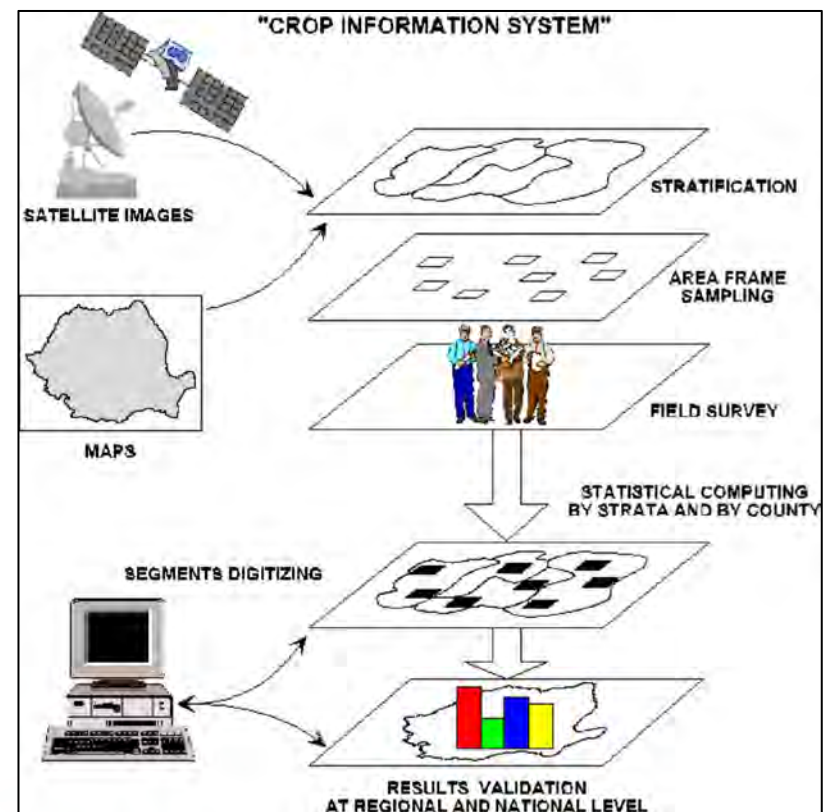 "CROP INFORMATION SYSTEM"
SATELLITE IMAGES
STRATIFICATION
AREA FRAME
SAMPLING
MAPS
FIELD SURVEY
STATISTICAL COMPUTING
BY STRATA AND BY COUNTY
SEGMENTS DIGITIZING
RESULTS VALIDATION
AT REGIONAL AND NATIONAL LEVEL